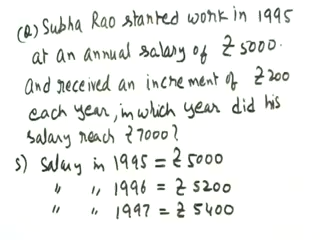 (Q) Subha Rao started work in 1995
at an annual salary of ₹ 5000.
and received an increment of ₹200
each year, in which year did his
salary reach ₹7000?
S) Salary in 1995 = ₹ 5000
" " 1996 = ₹ 5200
" " 1997 = ₹ 5400